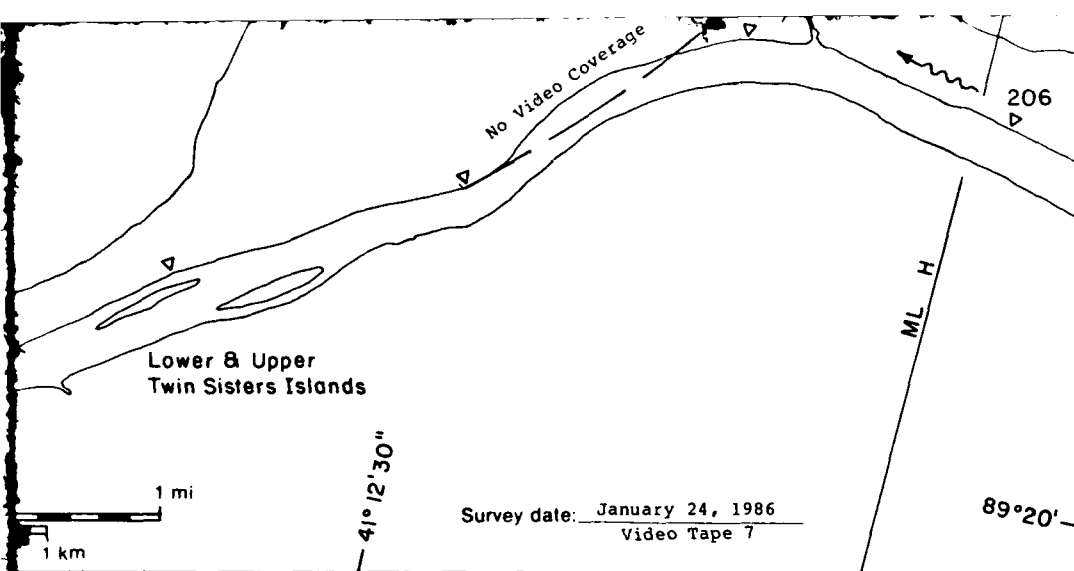 No Video Coverage
206
ML H
Lower & Upper
Twin Sisters Islands
41° 12'30"
1 mi
1 km
Survey date: January 24, 1986
Video Tape 7
89°20'